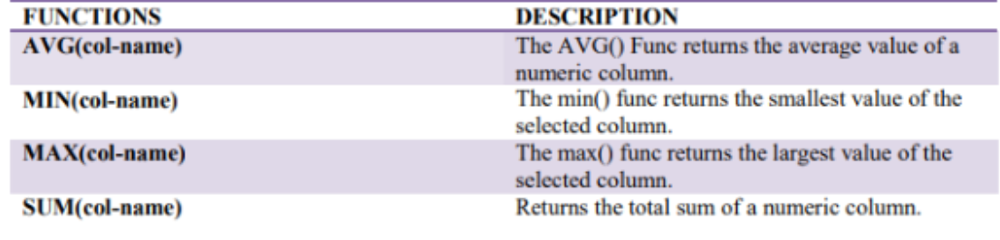 FUNCTIONS DESCRIPTION
AVG(col-name) The AVG() Func returns the average value of a
numeric column.
MIN(col-name) The min() func returns the smallest value of the
selected column.
MAX(col-name) The max() func returns the largest value of the
selected column.
SUM(col-name) Returns the total sum of a numeric column.